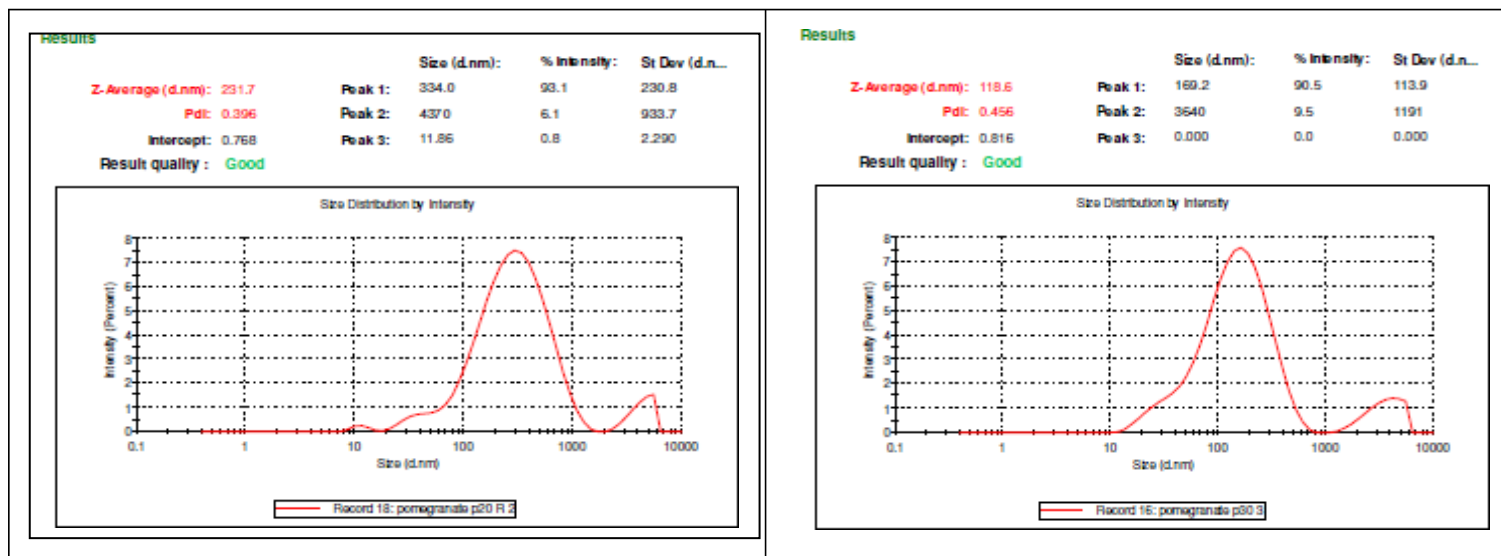 Results
Size (d.nm): % Intensity: St Dev (d.n...
Z-Average (d.nm): 231.7 Peak 1: 334.0 93.1 230.8
PdI: 0.396 Peak 2: 4370 6.1 933.7
Intercept: 0.768 Peak 3: 11.86 0.8 2.290
Result quality : Good
Size Distribution by Intensity
8
7
6
5
4
3
2
1
0
Intensity (Percent)
0.1 1 10 100 1000 10000
Size (d.nm)
Record 18: pomegranate p20 R 2
Results
Size (d.nm): % Intensity: St Dev (d.n...
Z-Average (d.nm): 118.6 Peak 1: 169.2 90.5 113.9
PdI: 0.456 Peak 2: 3640 9.5 1191
Intercept: 0.816 Peak 3: 0.000 0.0 0.000
Result quality : Good
Size Distribution by Intensity
8
7
6
5
4
3
2
1
0
Intensity (Percent)
0.1 1 10 100 1000 10000
Size (d.nm)
Record 16: pomegranate p30 3